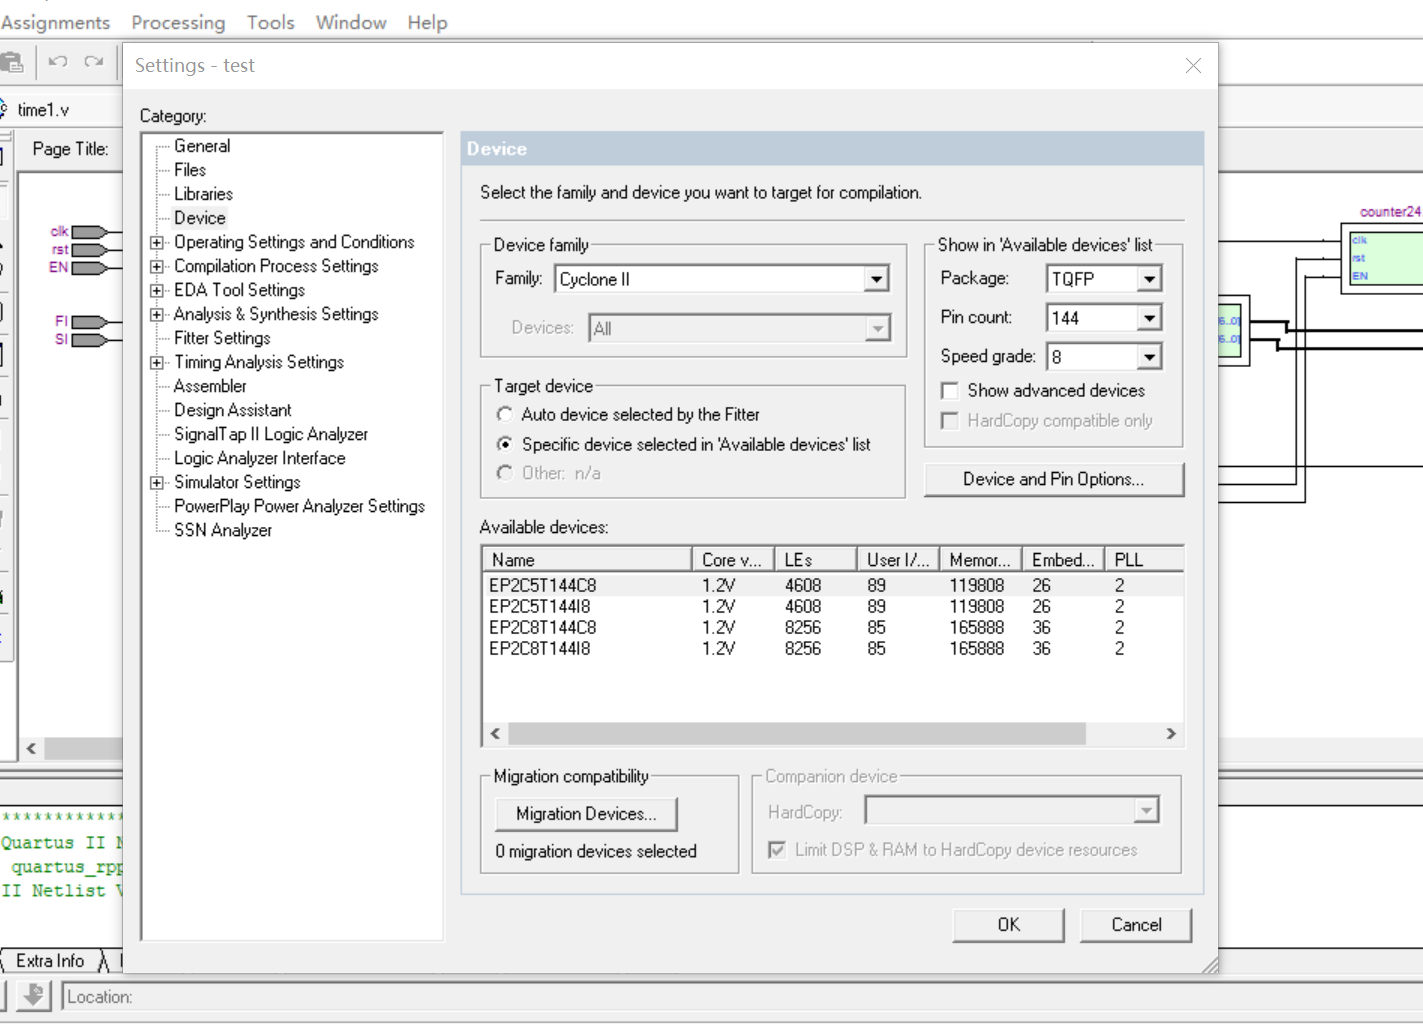 Assignments Processing Tools Window Help
Settings - test
time1.v
Category:
Page Title:
General
Files
Libraries
Device
Operating Settings and Conditions
Compilation Process Settings
EDA Tool Settings
Analysis & Synthesis Settings
Fitter Settings
Timing Analysis Settings
Assembler
Design Assistant
SignalTap II Logic Analyzer
Logic Analyzer Interface
Simulator Settings
PowerPlay Power Analyzer Settings
SSN Analyzer
Device
Select the family and device you want to target for compilation.
Device family
Family: Cyclone II
Devices: All
Show in 'Available devices' list
Package: TQFP
Pin count: 144
Speed grade: 8
Show advanced devices
HardCopy compatible only
Target device
Auto device selected by the Fitter
Specific device selected in 'Available devices' list
Other: n/a
Device and Pin Options...
Available devices:
Name Core v... LEs User I/... Memor... Embed... PLL
EP2C5T144C8 1.2V 4608 89 119808 26 2
EP2C5T144I8 1.2V 4608 89 119808 26 2
EP2C8T144C8 1.2V 8256 85 165888 36 2
EP2C8T144I8 1.2V 8256 85 165888 36 2
Migration compatibility
Migration Devices...
0 migration devices selected
Companion device
HardCopy:
Limit DSP & RAM to HardCopy device resources
OK Cancel
clk
rst
EN
FI
SI
counter24
clk
rst
EN
6..0]
6..0]
************
Quartus II N
quartus_rpp
II Netlist V
Extra Info
Location: